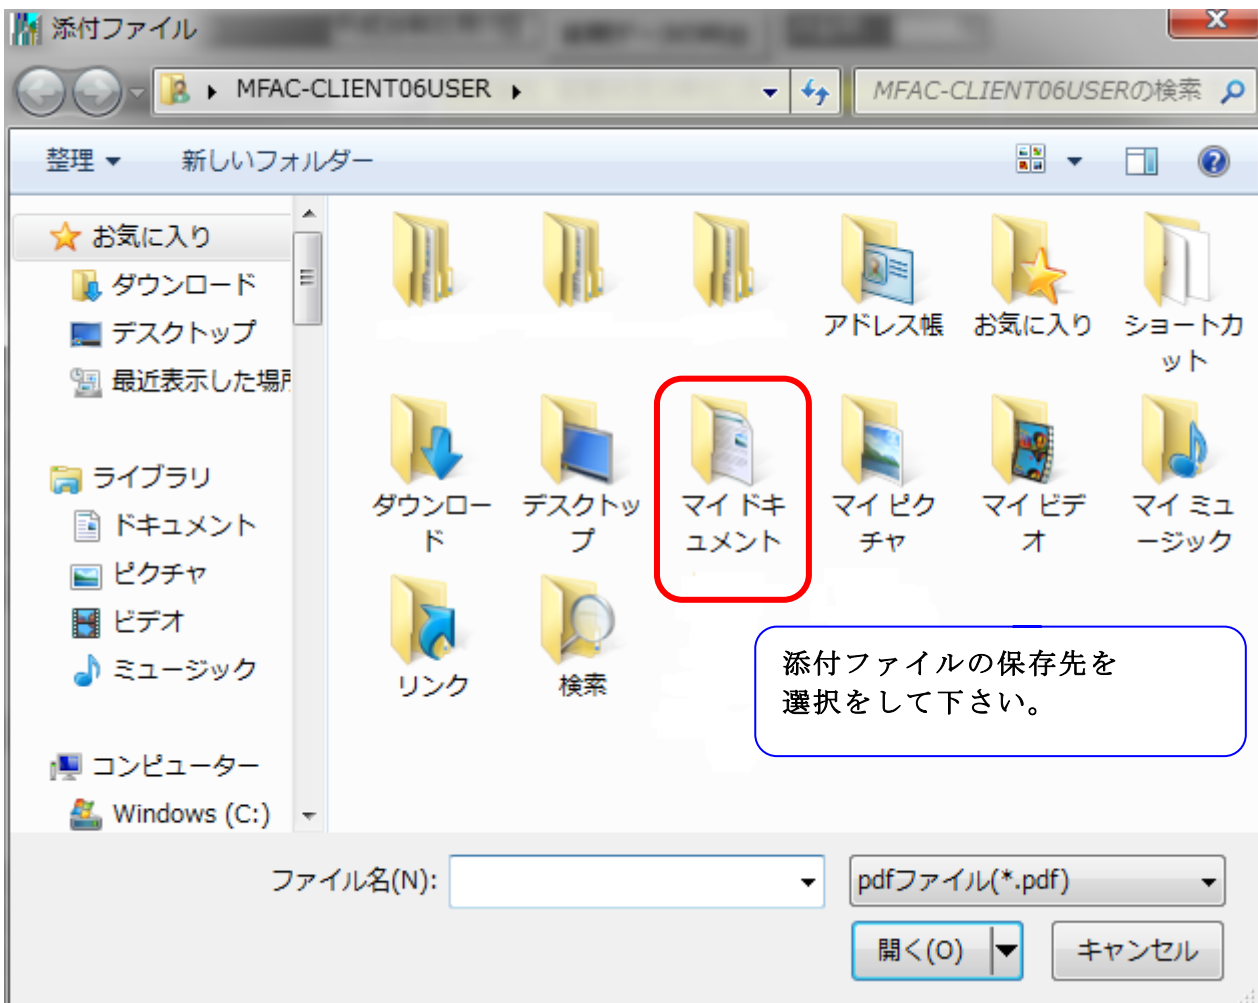 添付ファイル
MFAC-CLIENT06USER
MFAC-CLIENT06USERの検索
整理
新しいフォルダー
お気に入り
ダウンロード
デスクトップ
最近表示した場所
ライブラリ
ドキュメント
ピクチャ
ビデオ
ミュージック
コンピューター
Windows (C:)
アドレス帳
お気に入り
ショートカ
ット
ダウンロー
ド
デスクトッ
プ
マイ ドキ
ュメント
マイ ピク
チャ
マイ ビデ
オ
マイ ミュ
ージック
リンク
検索
添付ファイルの保存先を
選択をして下さい。
ファイル名(N):
pdfファイル(*.pdf)
開く(O)
キャンセル